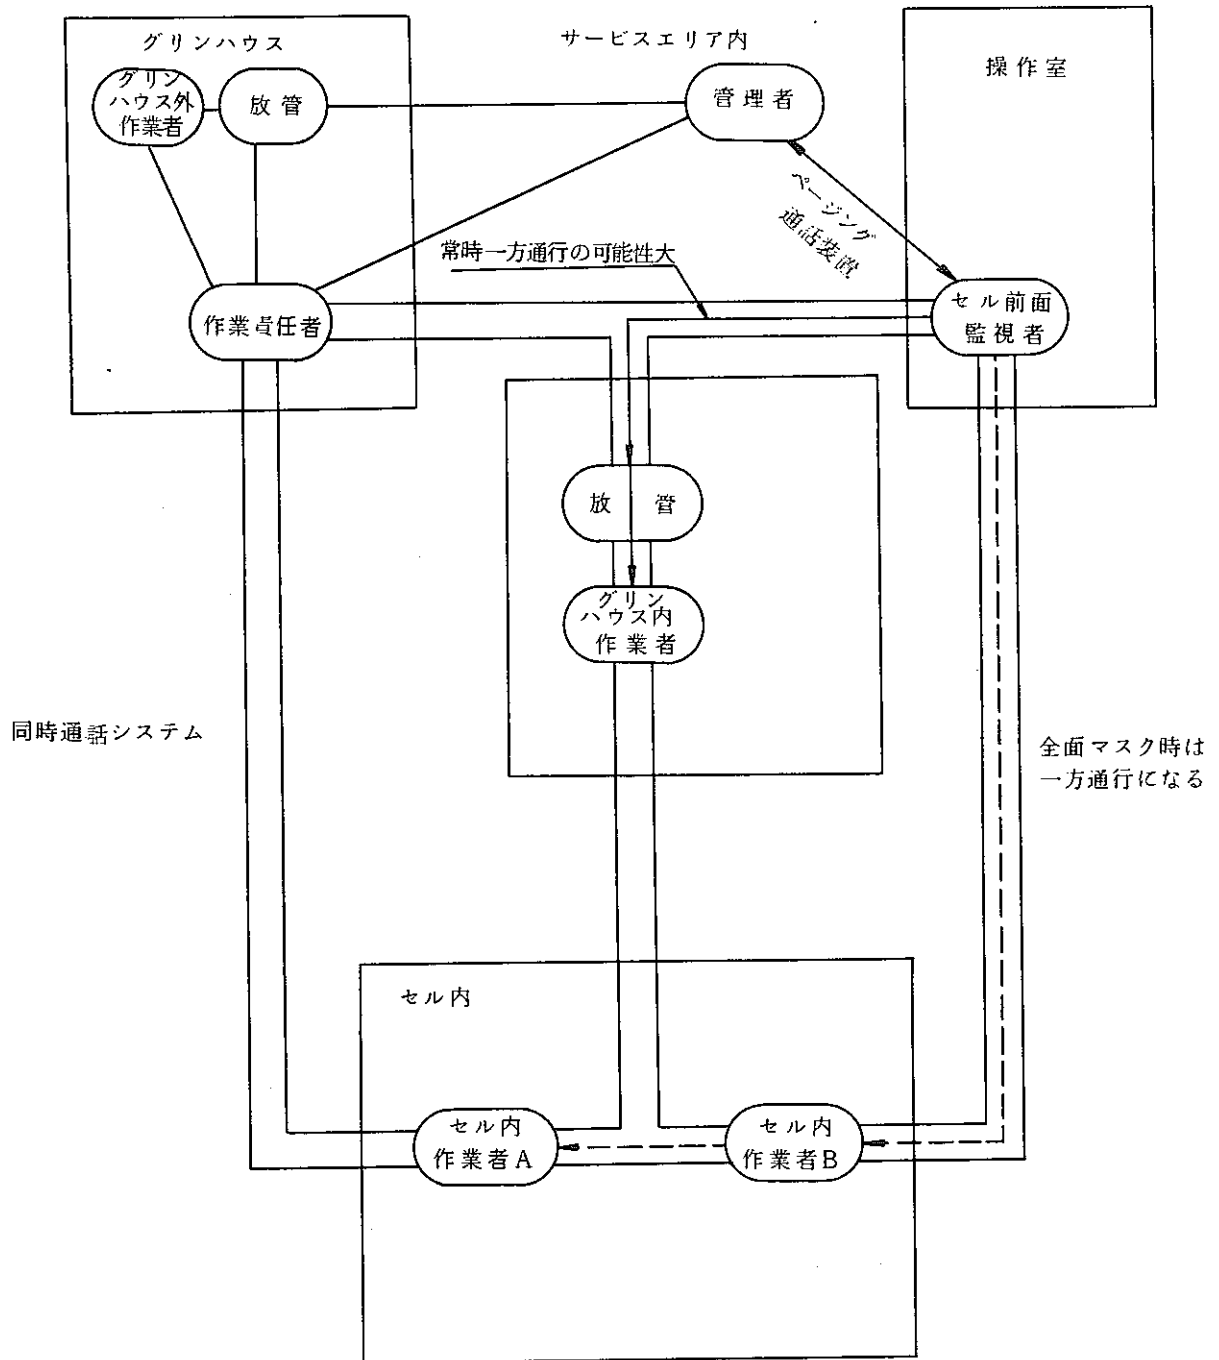 グリンハウス
グリン
ハウス外
作業者
放管
サービスエリア内
管理者
操作室
ページング
通話装置
常時一方通行の可能性大
作業責任者
セル前面
監視者
放管
グリン
ハウス内
作業者
同時通話システム
全面マスク時は
一方通行になる
セル内
セル内
作業者A
セル内
作業者B